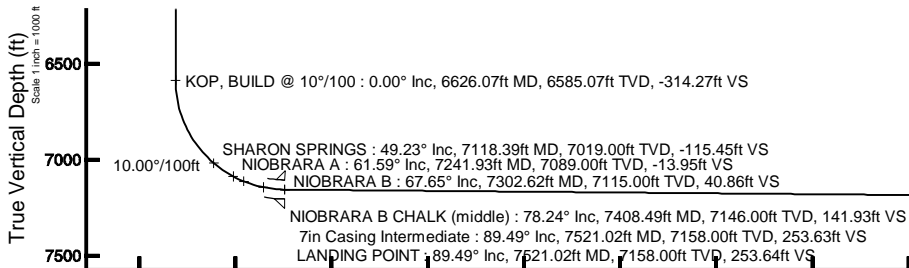 True Vertical Depth (ft)
Scale 1 inch = 1000 ft
6500
7000
7500
KOP, BUILD @ 10°/100 : 0.00° Inc, 6626.07ft MD, 6585.07ft TVD, -314.27ft VS
10.00°/100ft
SHARON SPRINGS : 49.23° Inc, 7118.39ft MD, 7019.00ft TVD, -115.45ft VS
NIOBRARA A : 61.59° Inc, 7241.93ft MD, 7089.00ft TVD, -13.95ft VS
NIOBRARA B : 67.65° Inc, 7302.62ft MD, 7115.00ft TVD, 40.86ft VS
NIOBRARA B CHALK (middle) : 78.24° Inc, 7408.49ft MD, 7146.00ft TVD, 141.93ft VS
7in Casing Intermediate : 89.49° Inc, 7521.02ft MD, 7158.00ft TVD, 253.63ft VS
LANDING POINT : 89.49° Inc, 7521.02ft MD, 7158.00ft TVD, 253.64ft VS